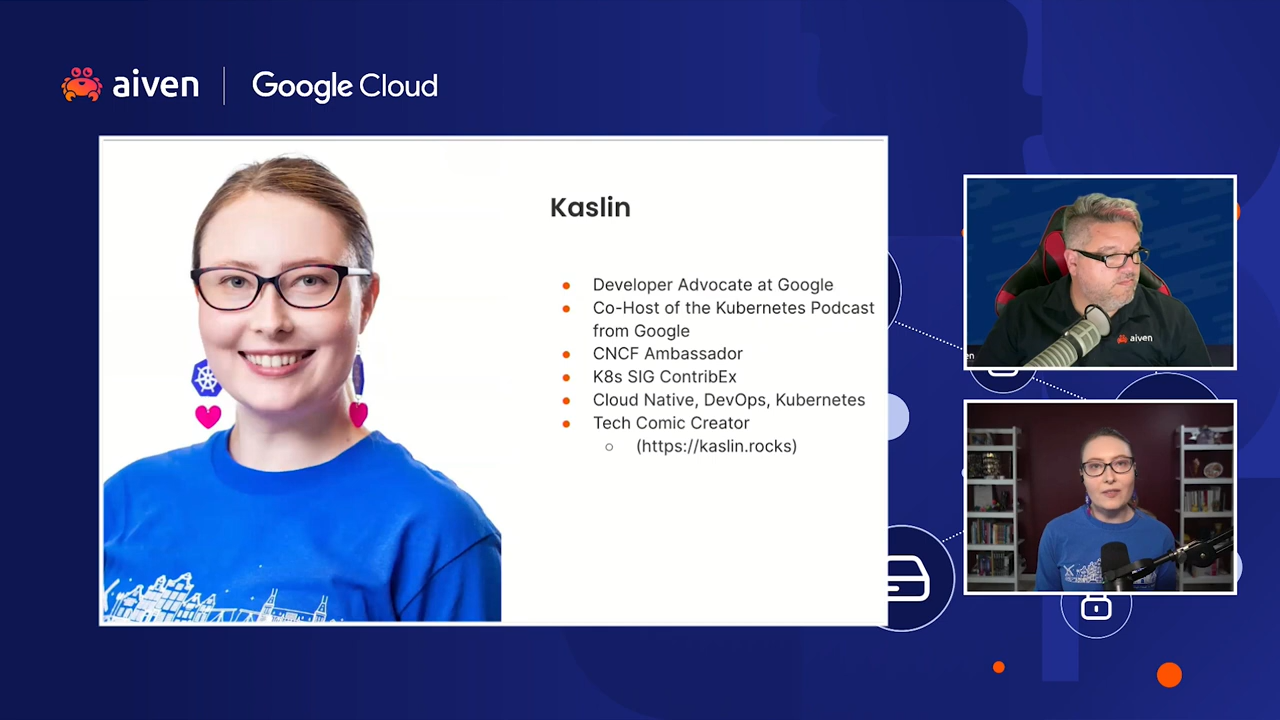 aiven
Google Cloud
Kaslin
Developer Advocate at Google
Co-Host of the Kubernetes Podcast
from Google
CNCF Ambassador
K8s SIG ContribEx
Cloud Native, DevOps, Kubernetes
Tech Comic Creator
(https://kaslin.rocks)
aiven
en